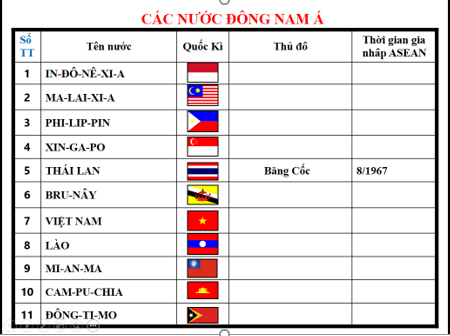 CÁC NƯỚC ĐÔNG NAM Á
Số TT Tên nước Quốc Kì Thủ đô Thời gian gia nhập ASEAN
1 IN-ĐÔ-NÊ-XI-A
2 MA-LAI-XI-A
3 PHI-LIP-PIN
4 XIN-GA-PO
5 THÁI LAN Băng Cốc 8/1967
6 BRU-NÂY
7 VIỆT NAM
8 LÀO
9 MI-AN-MA
10 CAM-PU-CHIA
11 ĐÔNG-TI-MO